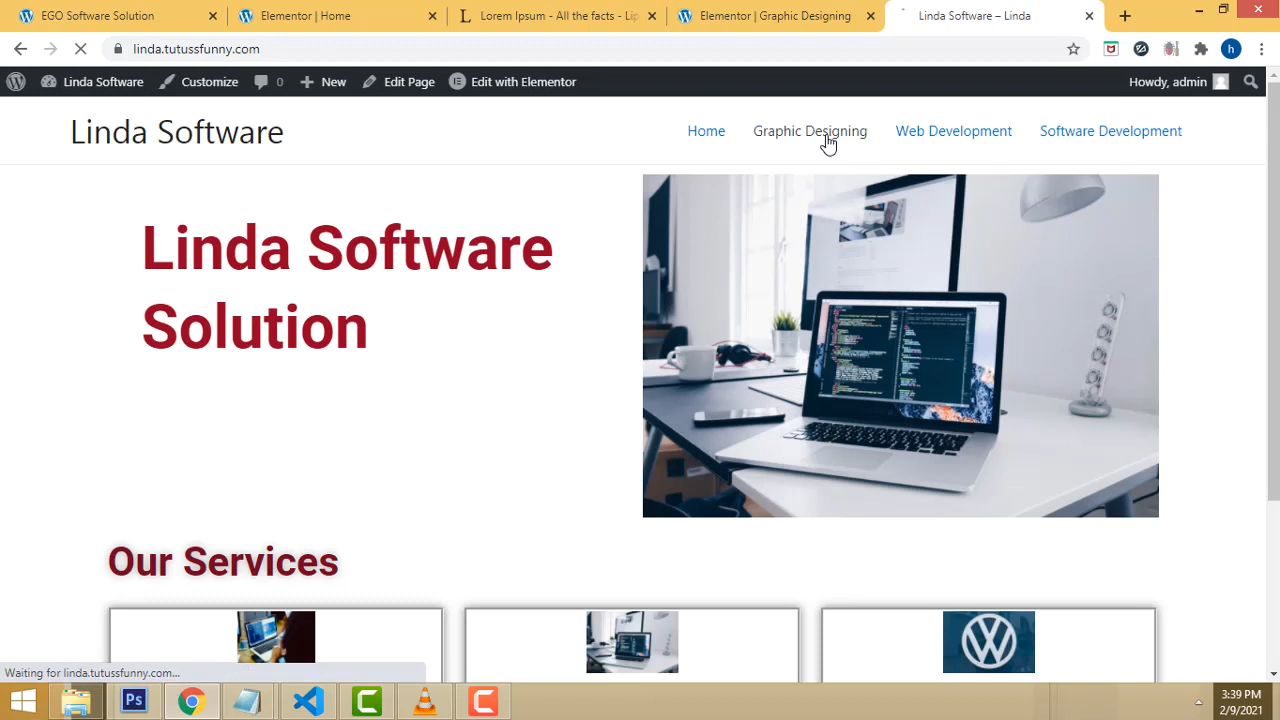 EGO Software Solution
Elementor | Home
Lorem Ipsum - All the facts - Lip
Elementor | Graphic Designing
Linda Software – Linda
linda.tutussfunny.com
h
Linda Software
Customize
0
New
Edit Page
Edit with Elementor
Howdy, admin
Linda Software
Home
Graphic Designing
Web Development
Software Development
Linda Software
Solution
Our Services
Waiting for linda.tutussfunny.com...
Ps
3:39 PM
2/9/2021